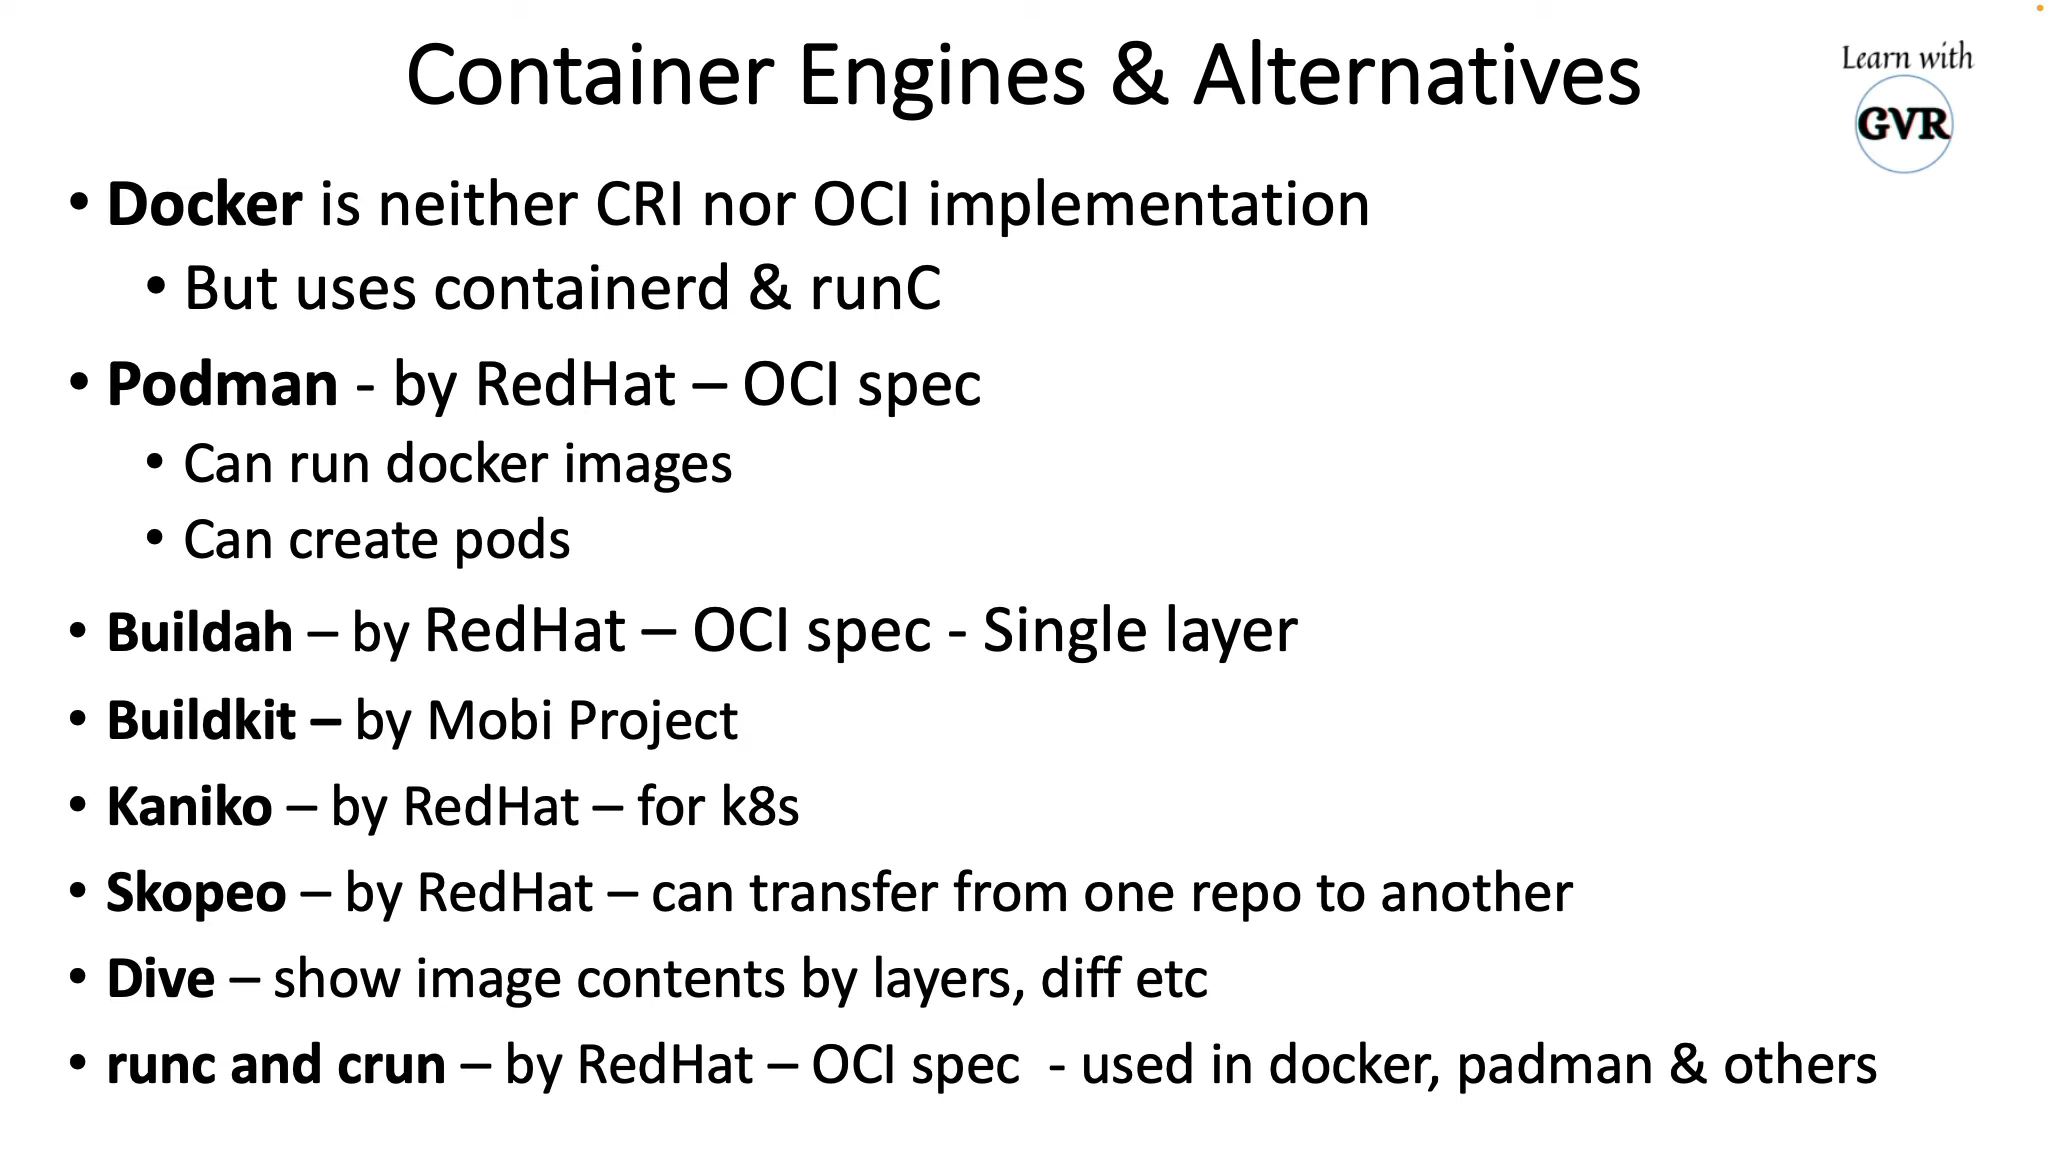 Container Engines & Alternatives
Learn with
GVR
• Docker is neither CRI nor OCI implementation
• But uses containerd & runC
• Podman - by RedHat – OCI spec
• Can run docker images
• Can create pods
• Buildah – by RedHat – OCI spec - Single layer
• Buildkit – by Mobi Project
• Kaniko – by RedHat – for k8s
• Skopeo – by RedHat – can transfer from one repo to another
• Dive – show image contents by layers, diff etc
• runc and crun – by RedHat – OCI spec  - used in docker, padman & others